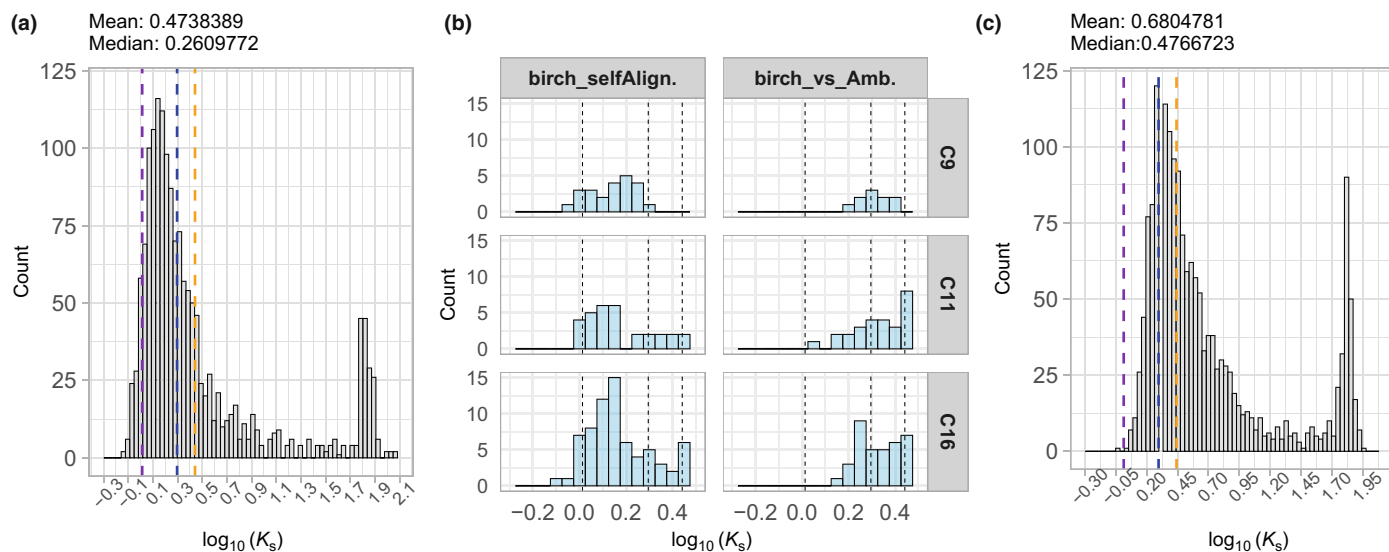 (a)
Mean: 0.4738389
Median: 0.2609772
125
100
75
50
25
0
Count
−0.3 −0.1 0.1 0.3 0.5 0.7 0.9 1.1 1.3 1.5 1.7 1.9 2.1
log10 (Ks)
(b)
birch_selfAlign. birch_vs_Amb.
15
10
5
0
C9
15
10
5
0
C11
15
10
5
0
C16
Count
−0.2 0.0 0.2 0.4 −0.2 0.0 0.2 0.4
log10 (Ks)
(c)
Mean: 0.6804781
Median:0.4766723
125
100
75
50
25
0
Count
−0.30 −0.05 0.20 0.45 0.70 0.95 1.20 1.45 1.70 1.95
log10 (Ks)